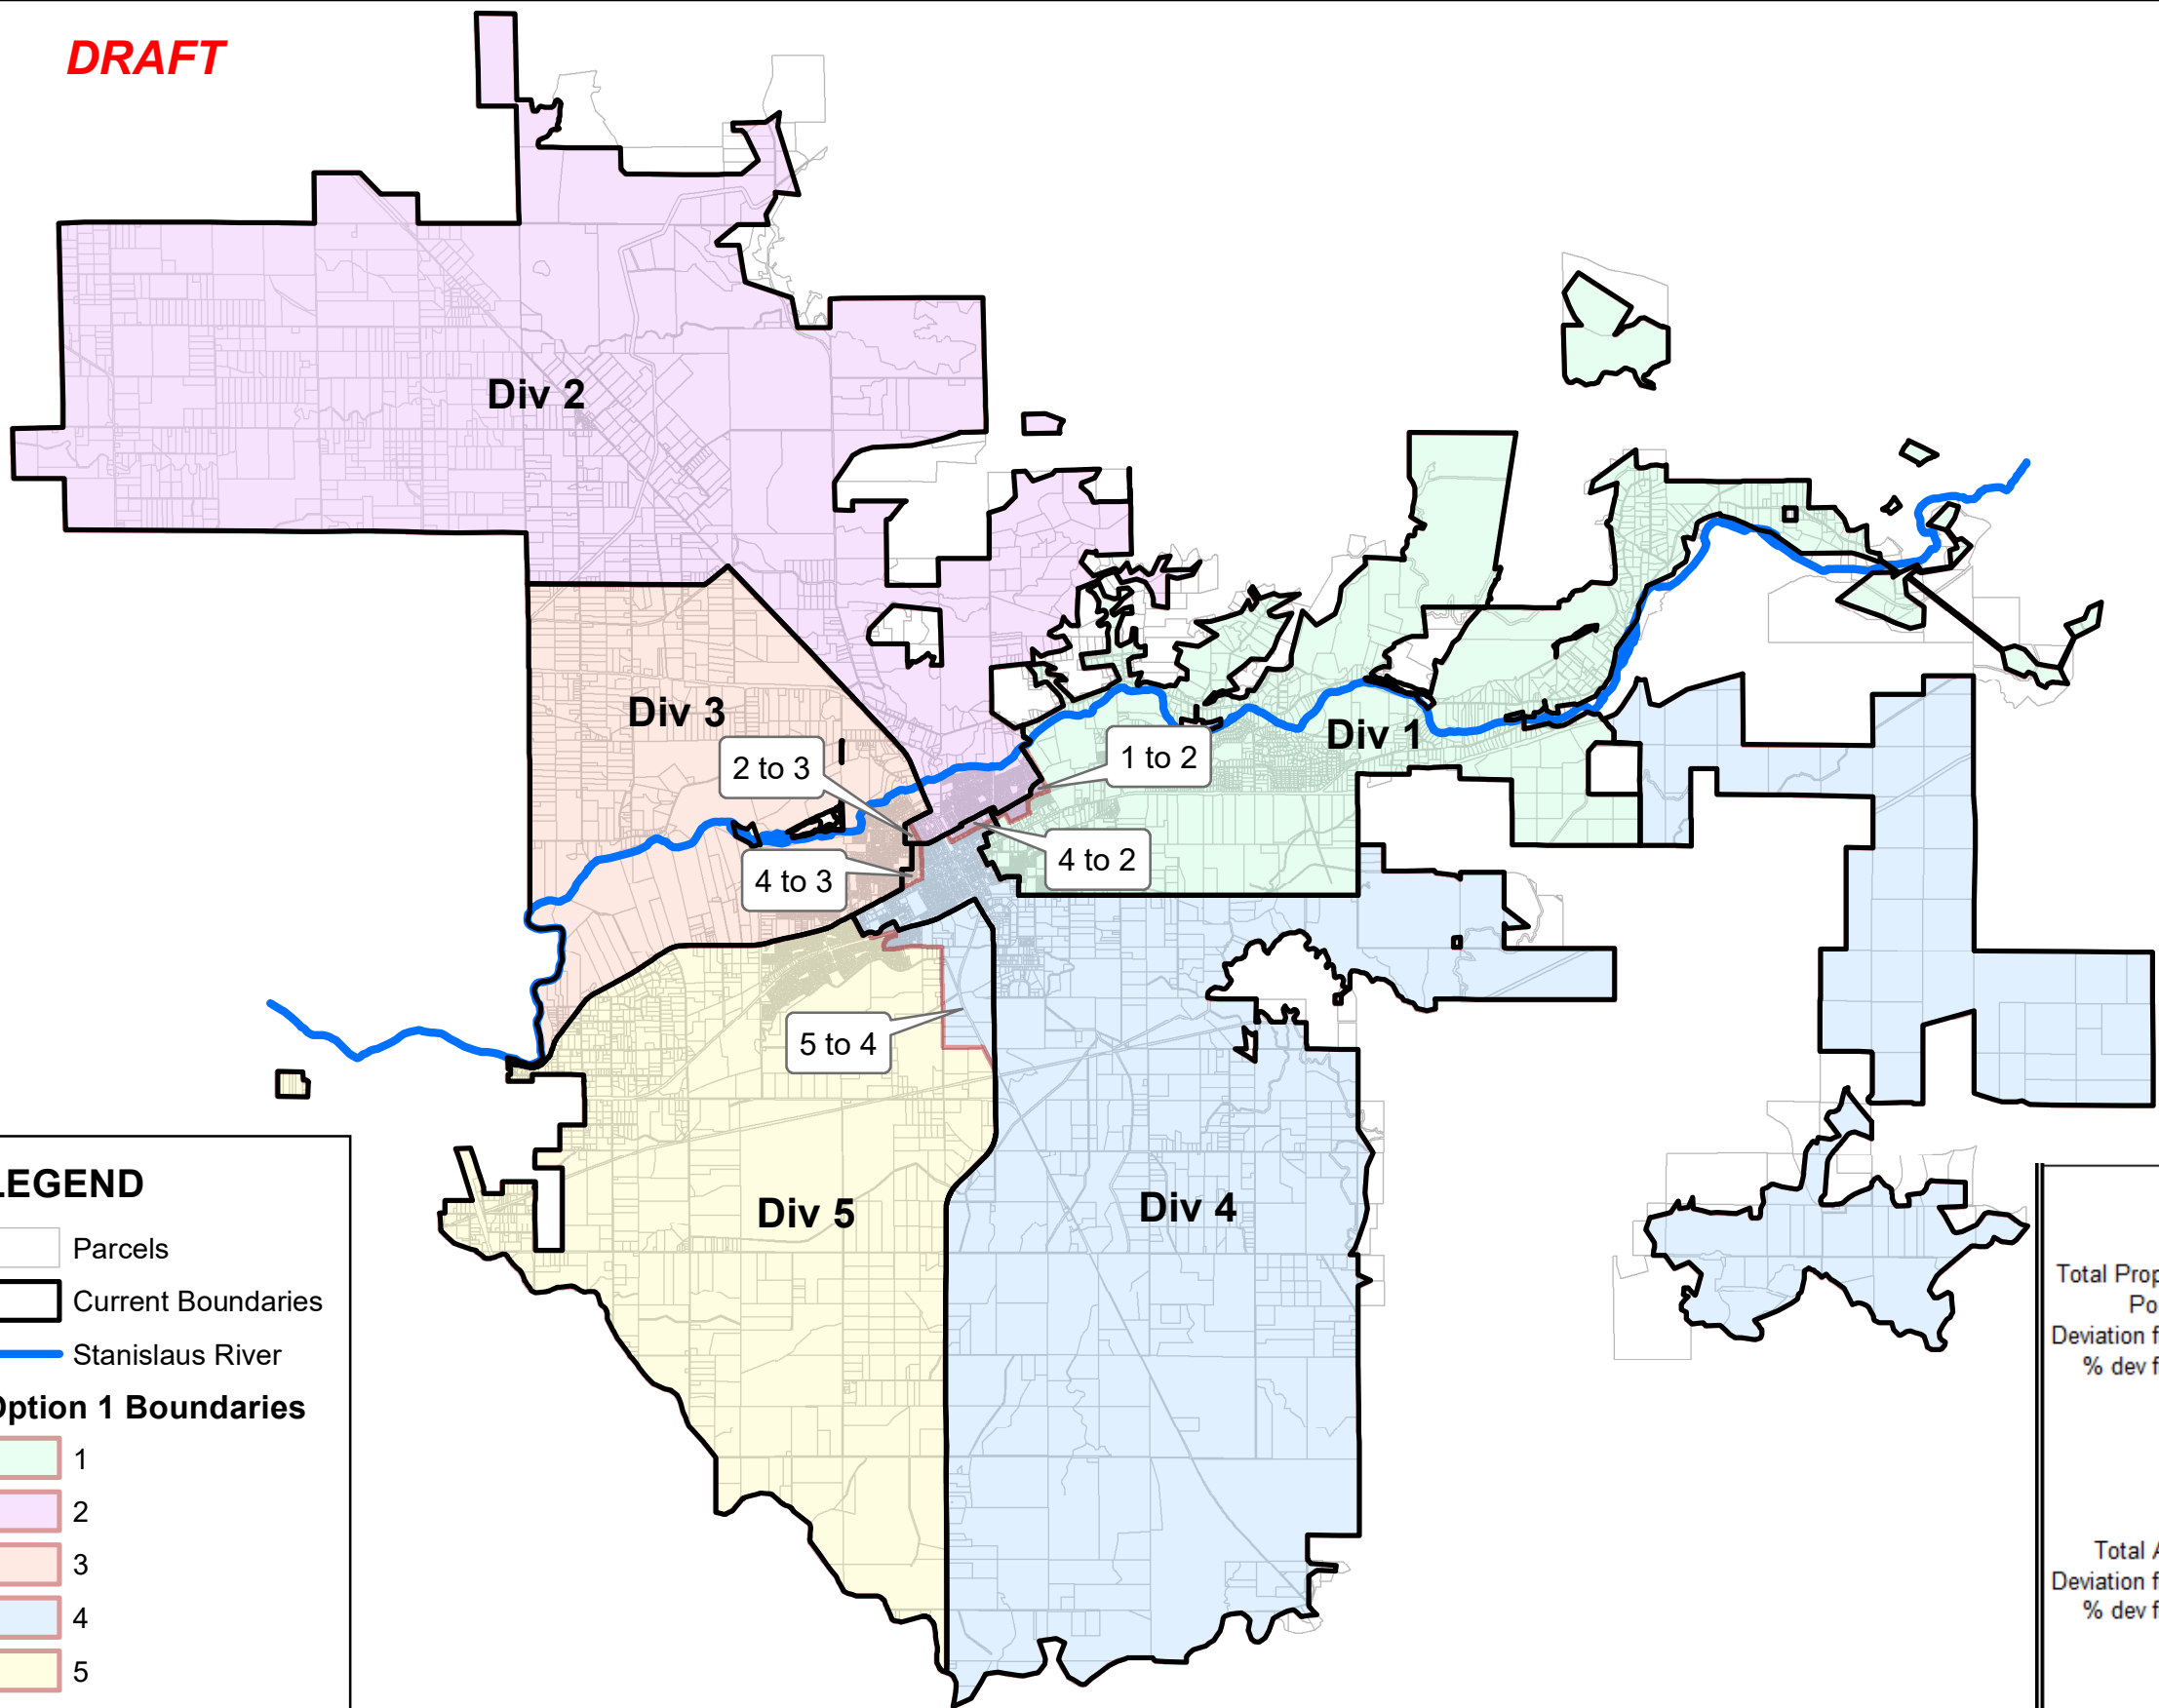 DRAFT
Div 2
Div 3
Div 1
2 to 3
1 to 2
4 to 3
4 to 2
5 to 4
Div 5
Div 4
LEGEND
Parcels
Current Boundaries
Stanislaus River
Option 1 Boundaries
1
2
3
4
5
Total Prop
Po
Deviation f
% dev f
Total A
Deviation f
% dev f